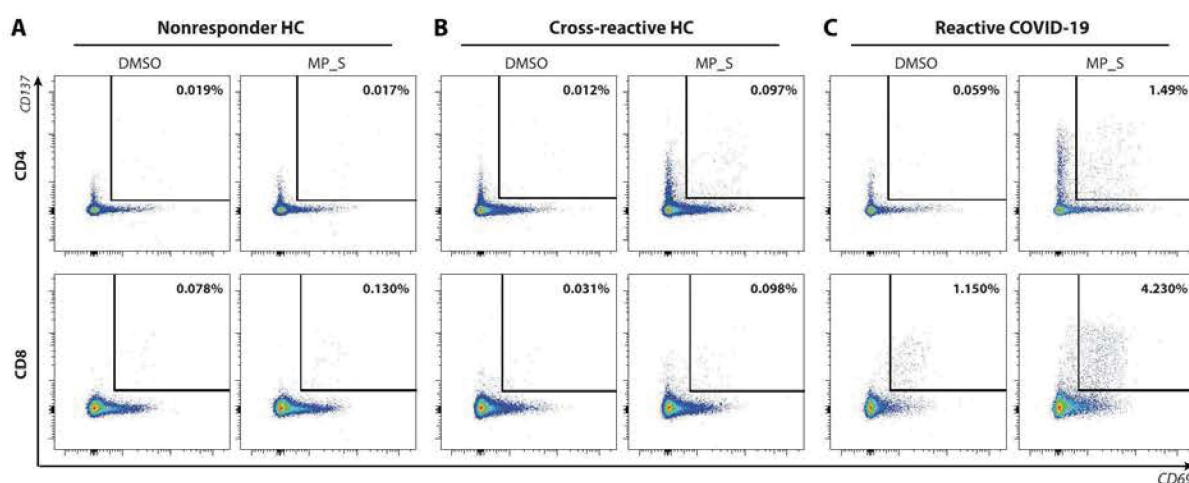 A Nonresponder HC B Cross-reactive HC C Reactive COVID-19
DMSO MP_S DMSO MP_S DMSO MP_S
CD137
CD4
0.019% 0.017% 0.012% 0.097% 0.059% 1.49%
CD8
0.078% 0.130% 0.031% 0.098% 1.150% 4.230%
CD69